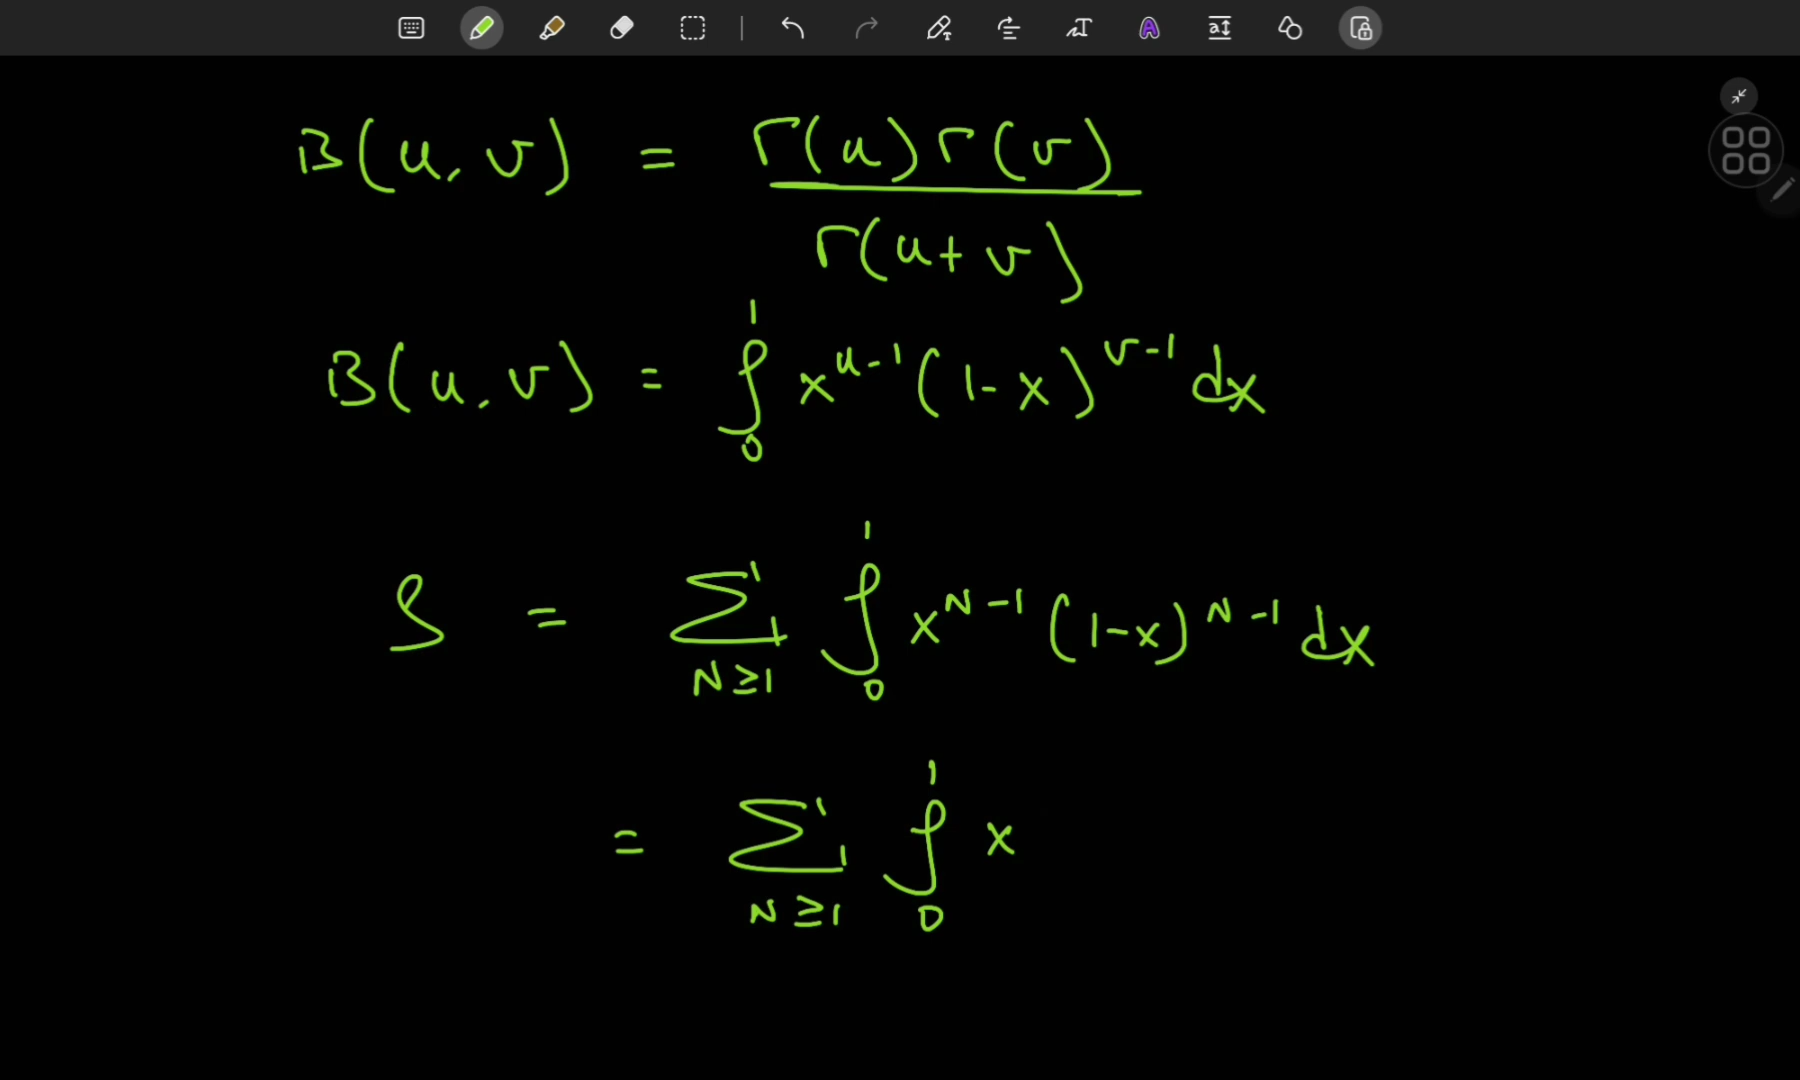 B(u, v) = Γ(u)Γ(v) / Γ(u+v)
B(u, v) = ∫₀¹ x^(u-1) (1-x)^(v-1) dx
S = Σ_(N≥1) ∫₀¹ x^(N-1) (1-x)^(N-1) dx
= Σ_(N≥1) ∫₀¹ x